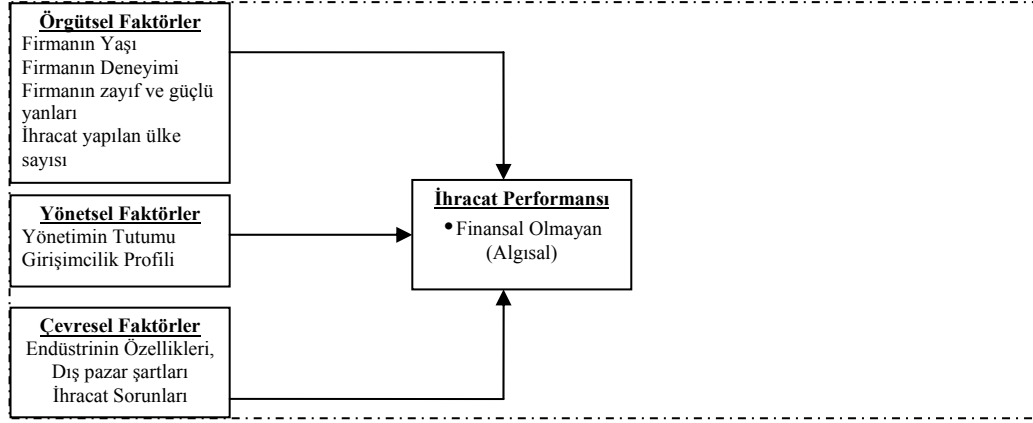 Örgütsel Faktörler
Firmanın Yaşı
Firmanın Deneyimi
Firmanın zayıf ve güçlü
yanları
İhracat yapılan ülke
sayısı
Yönetsel Faktörler
Yönetimin Tutumu
Girişimcilik Profili
Çevresel Faktörler
Endüstrinin Özellikleri,
Dış pazar şartları
İhracat Sorunları
İhracat Performansı
•Finansal Olmayan
(Algısal)